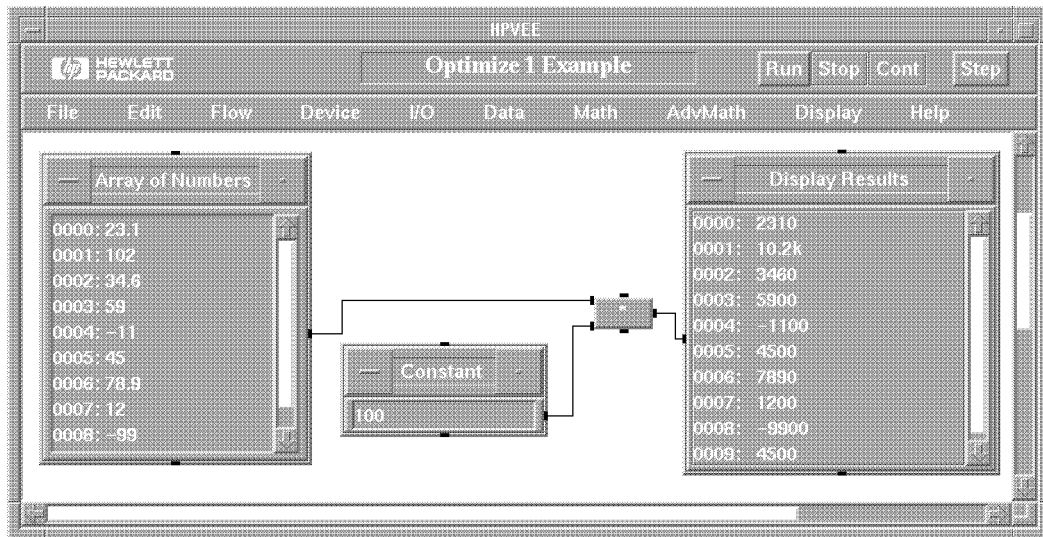 HPVEE
hp HEWLETT PACKARD
Optimize 1 Example
Run Stop Cont Step
File Edit Flow Device I/O Data Math AdvMath Display Help
Array of Numbers
0000: 23.1
0001: 102
0002: 34.6
0003: 59
0004: -11
0005: 45
0006: 78.9
0007: 12
0008: -99
Constant
100
*
Display Results
0000: 2310
0001: 10.2k
0002: 3460
0003: 5900
0004: -1100
0005: 4500
0006: 7890
0007: 1200
0008: -9900
0009: 4500